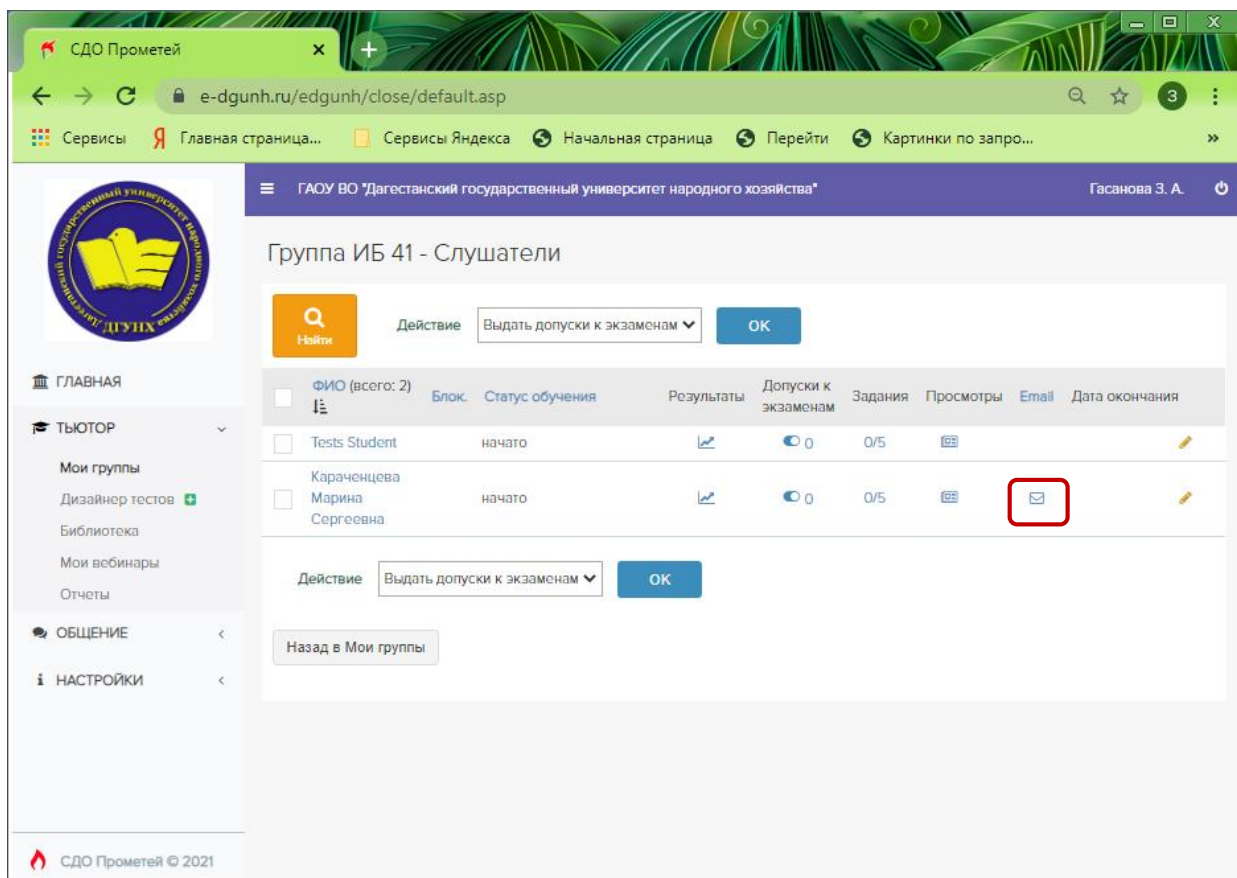 СДО Прометей
e-dgunh.ru/edgunh/close/default.asp
З
Сервисы Я Главная страница... Сервисы Яндекса Начальная страница Перейти Картинки по запро... »
ГАОУ ВО "Дагестанский государственный университет народного хозяйства" Гасанова З. А.
ДГУНХ
Группа ИБ 41 - Слушатели
Найти
Действие Выдать допуски к экзаменам OK
ФИО (всего: 2) Блок. Статус обучения Результаты Допуски к экзаменам Задания Просмотры Email Дата окончания
Tests Student начато 0 0/5
Караченцева Марина Сергеевна начато 0 0/5
Действие Выдать допуски к экзаменам OK
Назад в Мои группы
ГЛАВНАЯ
ТЬЮТОР
Мои группы
Дизайнер тестов
Библиотека
Мои вебинары
Отчеты
ОБЩЕНИЕ
НАСТРОЙКИ
СДО Прометей © 2021